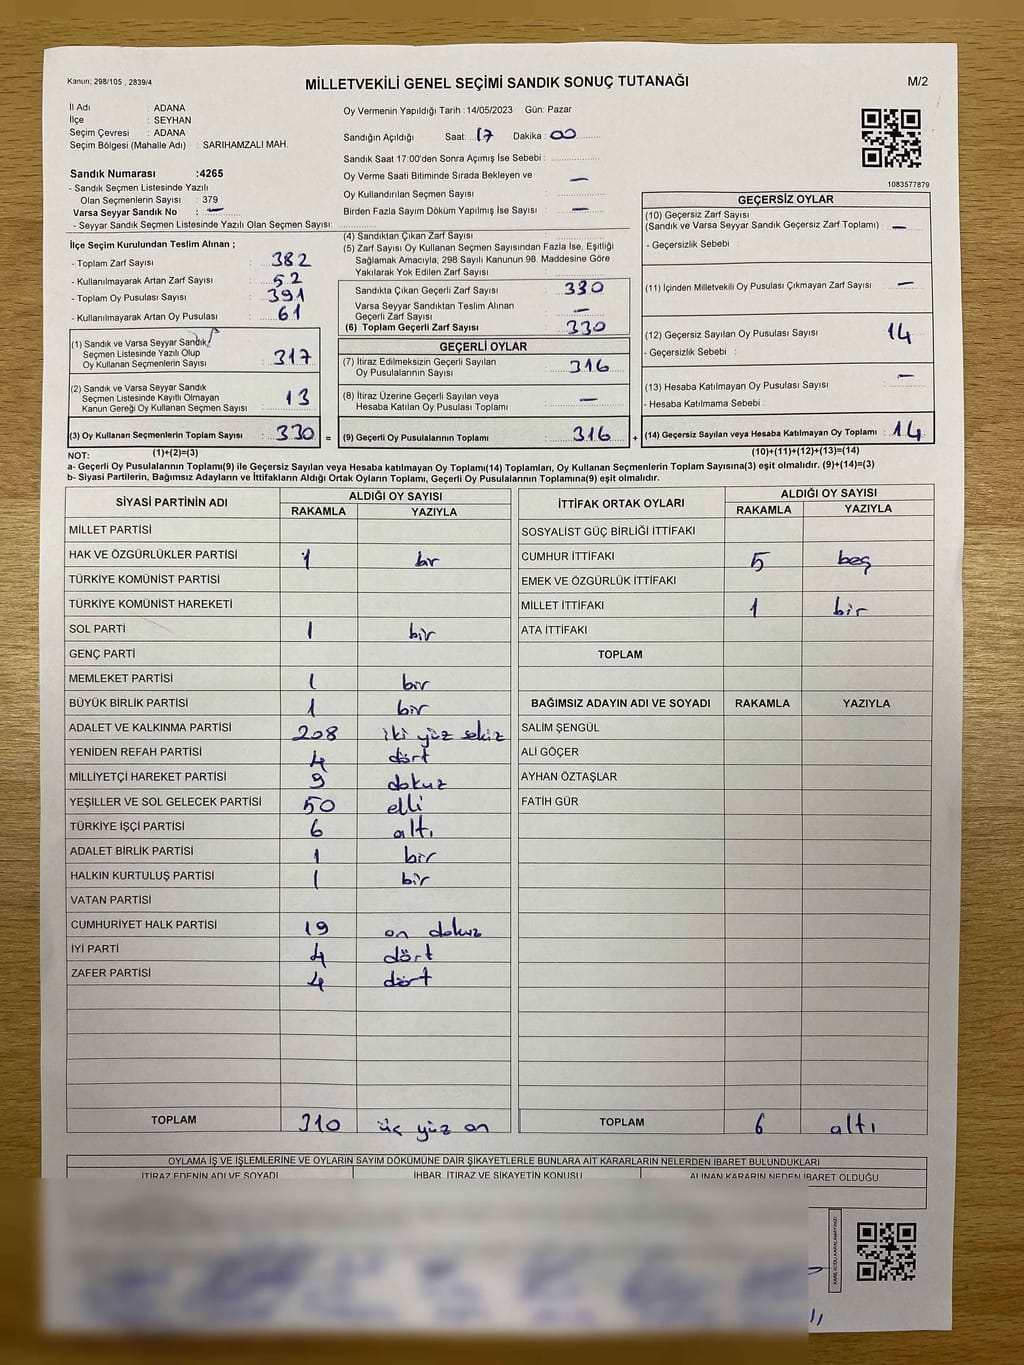 Kanun; 298/105 , 2839/4
MİLLETVEKİLİ GENEL SEÇİMİ SANDIK SONUÇ TUTANAĞI
M/2
İl Adı : ADANA
İlçe : SEYHAN
Seçim Çevresi : ADANA
Seçim Bölgesi (Mahalle Adı) : SARIHAMZALI MAH.
Oy Vermenin Yapıldığı Tarih : 14/05/2023 Gün: Pazar
Sandığın Açıldığı Saat: 17 Dakika : 00
Sandık Saat 17:00'den Sonra Açımış İse Sebebi :
Oy Verme Saati Bitiminde Sırada Bekleyen ve
Oy Kullandırılan Seçmen Sayısı : —
Birden Fazla Sayım Döküm Yapılmış İse Sayısı : —
Sandık Numarası :4265
- Sandık Seçmen Listesinde Yazılı
Olan Seçmenlerin Sayısı : 379
Varsa Seyyar Sandık No : —
- Seyyar Sandık Seçmen Listesinde Yazılı Olan Seçmen Sayısı:
1083577879
İlçe Seçim Kurulundan Teslim Alınan ;
- Toplam Zarf Sayısı : 382
- Kullanılmayarak Artan Zarf Sayısı : 52
- Toplam Oy Pusulası Sayısı : 391
- Kullanılmayarak Artan Oy Pusulası : 61
(1) Sandık ve Varsa Seyyar Sandık
Seçmen Listesinde Yazılı Olup
Oy Kullanan Seçmenlerin Sayısı : 317
(2) Sandık ve Varsa Seyyar Sandık
Seçmen Listesinde Kayıtlı Olmayan
Kanun Gereği Oy Kullanan Seçmen Sayısı : 13
(3) Oy Kullanan Seçmenlerin Toplam Sayısı : 330 =
(1)+(2)=(3)
(4) Sandıktan Çıkan Zarf Sayısı :
(5) Zarf Sayısı Oy Kullanan Seçmen Sayısından Fazla İse, Eşitliği
Sağlamak Amacıyla; 298 Sayılı Kanunun 98. Maddesine Göre
Yakılarak Yok Edilen Zarf Sayısı :
Sandıkta Çıkan Geçerli Zarf Sayısı : 330
Varsa Seyyar Sandıktan Teslim Alınan
Geçerli Zarf Sayısı : —
(6) Toplam Geçerli Zarf Sayısı : 330
GEÇERLİ OYLAR
(7) İtiraz Edilmeksizin Geçerli Sayılan
Oy Pusulalarının Sayısı : 316
(8) İtiraz Üzerine Geçerli Sayılan veya
Hesaba Katılan Oy Pusulası Toplamı : —
(9) Geçerli Oy Pusulalarının Toplamı : 316 +
GEÇERSİZ OYLAR
(10) Geçersiz Zarf Sayısı
(Sandık ve Varsa Seyyar Sandık Geçersiz Zarf Toplamı) : —
- Geçersizlik Sebebi :
(11) İçinden Milletvekili Oy Pusulası Çıkmayan Zarf Sayısı : —
(12) Geçersiz Sayılan Oy Pusulası Sayısı : 14
- Geçersizlik Sebebi :
(13) Hesaba Katılmayan Oy Pusulası Sayısı : —
- Hesaba Katılmama Sebebi :
(14) Geçersiz Sayılan veya Hesaba Katılmayan Oy Toplamı : 14
(10)+(11)+(12)+(13)=(14)
NOT:
a- Geçerli Oy Pusulalarının Toplamı(9) ile Geçersiz Sayılan veya Hesaba katılmayan Oy Toplamı(14) Toplamları, Oy Kullanan Seçmenlerin Toplam Sayısına(3) eşit olmalıdır. (9)+(14)=(3)
b- Siyasi Partilerin, Bağımsız Adayların ve İttifakların Aldığı Ortak Oyların Toplamı, Geçerli Oy Pusulalarının Toplamına(9) eşit olmalıdır.
SİYASİ PARTİNİN ADI ALDIĞI OY SAYISI
RAKAMLA YAZIYLA
MİLLET PARTİSİ
HAK VE ÖZGÜRLÜKLER PARTİSİ 1 bir
TÜRKİYE KOMÜNİST PARTİSİ
TÜRKİYE KOMÜNİST HAREKETİ
SOL PARTİ 1 bir
GENÇ PARTİ
MEMLEKET PARTİSİ 1 bir
BÜYÜK BİRLİK PARTİSİ 1 bir
ADALET VE KALKINMA PARTİSİ 208 iki yüz sekiz
YENİDEN REFAH PARTİSİ 4 dört
MİLLİYETÇİ HAREKET PARTİSİ 9 dokuz
YEŞİLLER VE SOL GELECEK PARTİSİ 50 elli
TÜRKİYE İŞÇİ PARTİSİ 6 altı
ADALET BİRLİK PARTİSİ 1 bir
HALKIN KURTULUŞ PARTİSİ 1 bir
VATAN PARTİSİ
CUMHURİYET HALK PARTİSİ 19 on dokuz
İYİ PARTİ 4 dört
ZAFER PARTİSİ 4 dört
TOPLAM 310 üç yüz on
İTTİFAK ORTAK OYLARI ALDIĞI OY SAYISI
RAKAMLA YAZIYLA
SOSYALİST GÜÇ BİRLİĞİ İTTİFAKI
CUMHUR İTTİFAKI 5 beş
EMEK VE ÖZGÜRLÜK İTTİFAKI
MİLLET İTTİFAKI 1 bir
ATA İTTİFAKI
TOPLAM
BAĞIMSIZ ADAYIN ADI VE SOYADI RAKAMLA YAZIYLA
SALİM ŞENGÜL
ALİ GÖÇER
AYHAN ÖZTAŞLAR
FATİH GÜR
TOPLAM 6 altı
OYLAMA İŞ VE İŞLEMLERİNE VE OYLARIN SAYIM DÖKÜMÜNE DAİR ŞİKAYETLERLE BUNLARA AİT KARARLARIN NELERDEN İBARET BULUNDUKLARI
İTİRAZ EDENİN ADI VE SOYADI İHBAR, İTİRAZ VE ŞİKAYETİN KONUSU ALINAN KARARIN NEDEN İBARET OLDUĞU
KARE KODU KARALAMAYINIZ!